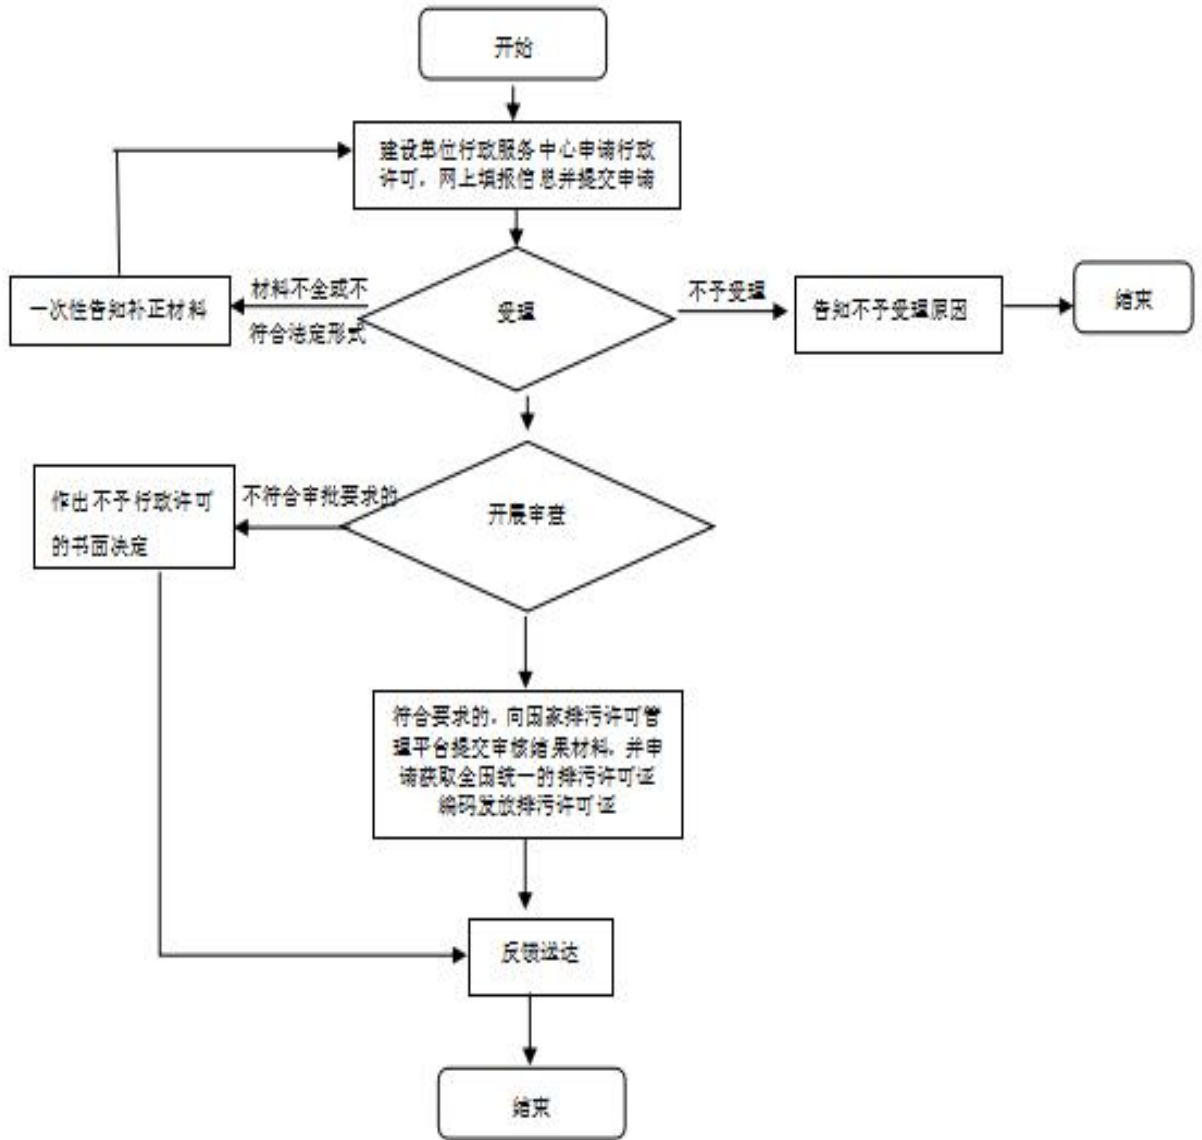 开始
建设单位行政服务中心申请行政
许可，网上填报信息并提交申请
材料不全或不
符合法定形式
一次性告知补正材料
受理
不予受理
告知不予受理原因
结束
作出不予行政许可
的书面决定
不符合审批要求的
开展审查
符合要求的，向国家排污许可管
理平台提交审核结果材料，并申
请获取全国统一的排污许可证
编码发放排污许可证
反馈送达
结束